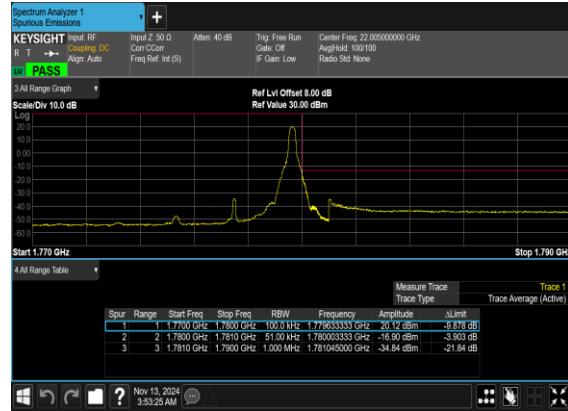 Spectrum Analyzer 1
Spurious Emissions
KEYSIGHT Input: RF Input Z: 50 Ω Atten: 40 dB Trig: Free Run Center Freq: 22.005000000 GHz
R T Coupling: DC Corr CCorr Gate: Off Avg|Hold: 100/100
Align: Auto Freq Ref: Int (S) IF Gain: Low Radio Std: None
PASS
3 All Range Graph
Ref Lvl Offset 8.00 dB
Scale/Div 10.0 dB Ref Value 30.00 dBm
Log
20.0
10.0
0.00
-10.0
-20.0
-30.0
-40.0
-50.0
-60.0
Start 1.770 GHz Stop 1.790 GH
4 All Range Table
Measure Trace Trace 1
Trace Type Trace Average (Active)
Spur Range Start Freq Stop Freq RBW Frequency Amplitude ΔLimit
1 1 1.7700 GHz 1.7800 GHz 100.0 kHz 1.779633333 GHz 20.12 dBm -9.878 dB
2 2 1.7800 GHz 1.7810 GHz 51.00 kHz 1.780003333 GHz -16.90 dBm -3.903 dB
3 3 1.7810 GHz 1.7900 GHz 1.000 MHz 1.781045000 GHz -34.84 dBm -21.84 dB
Nov 13, 2024
3:53:25 AM